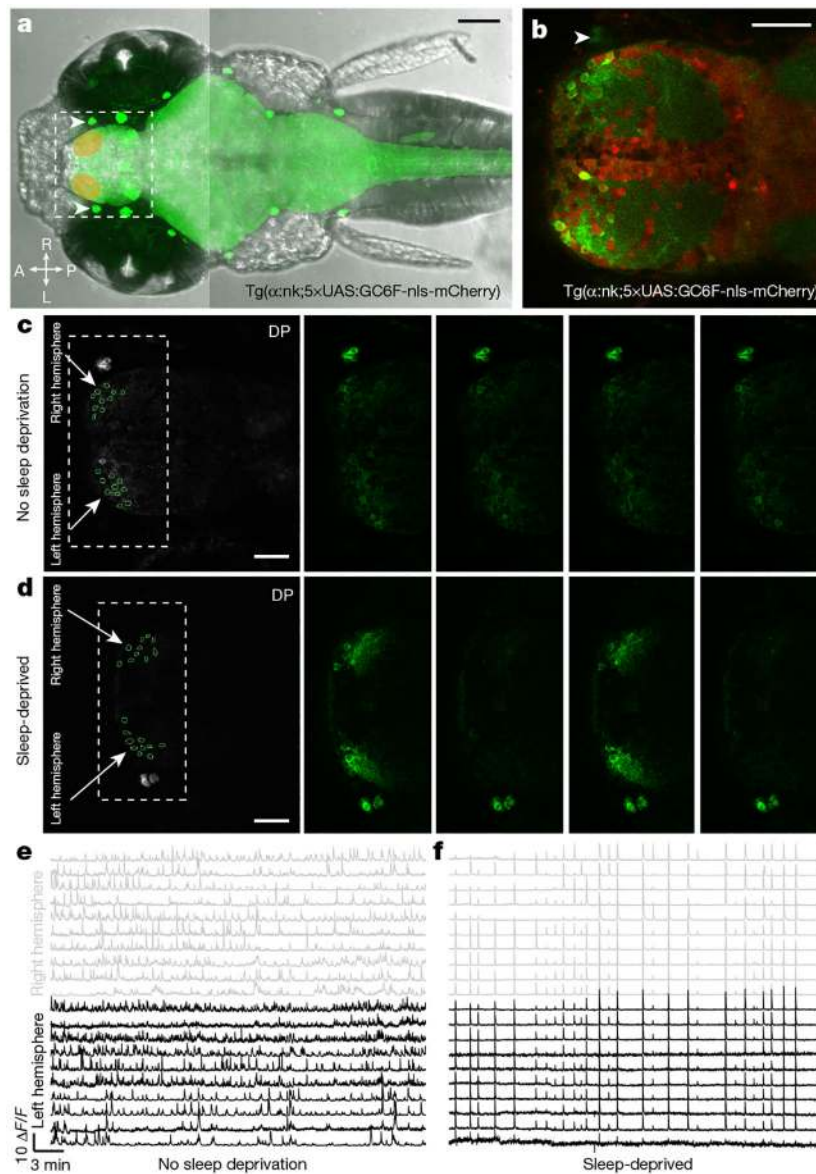 a
R
A P
L
Tg(α:nk;5×UAS:GC6F-nls-mCherry)
b
Tg(α:nk;5×UAS:GC6F-nls-mCherry)
c
DP
No sleep deprivation
Right hemisphere
Left hemisphere
d
DP
Sleep-deprived
Right hemisphere
Left hemisphere
e
f
Right hemisphere
Left hemisphere
10 ΔF/F
3 min
No sleep deprivation
Sleep-deprived